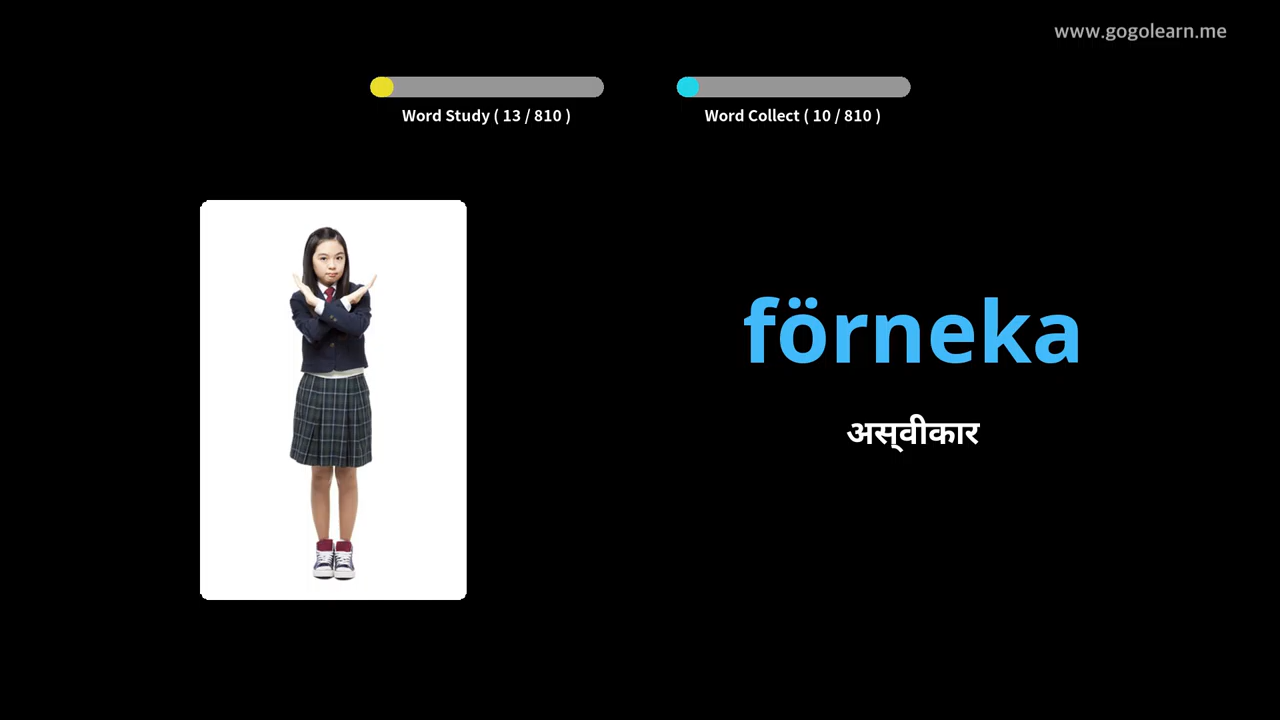 www.gogolearn.me
Word Study ( 13 / 810 )
Word Collect ( 10 / 810 )
förneka
अस्‌वीकार